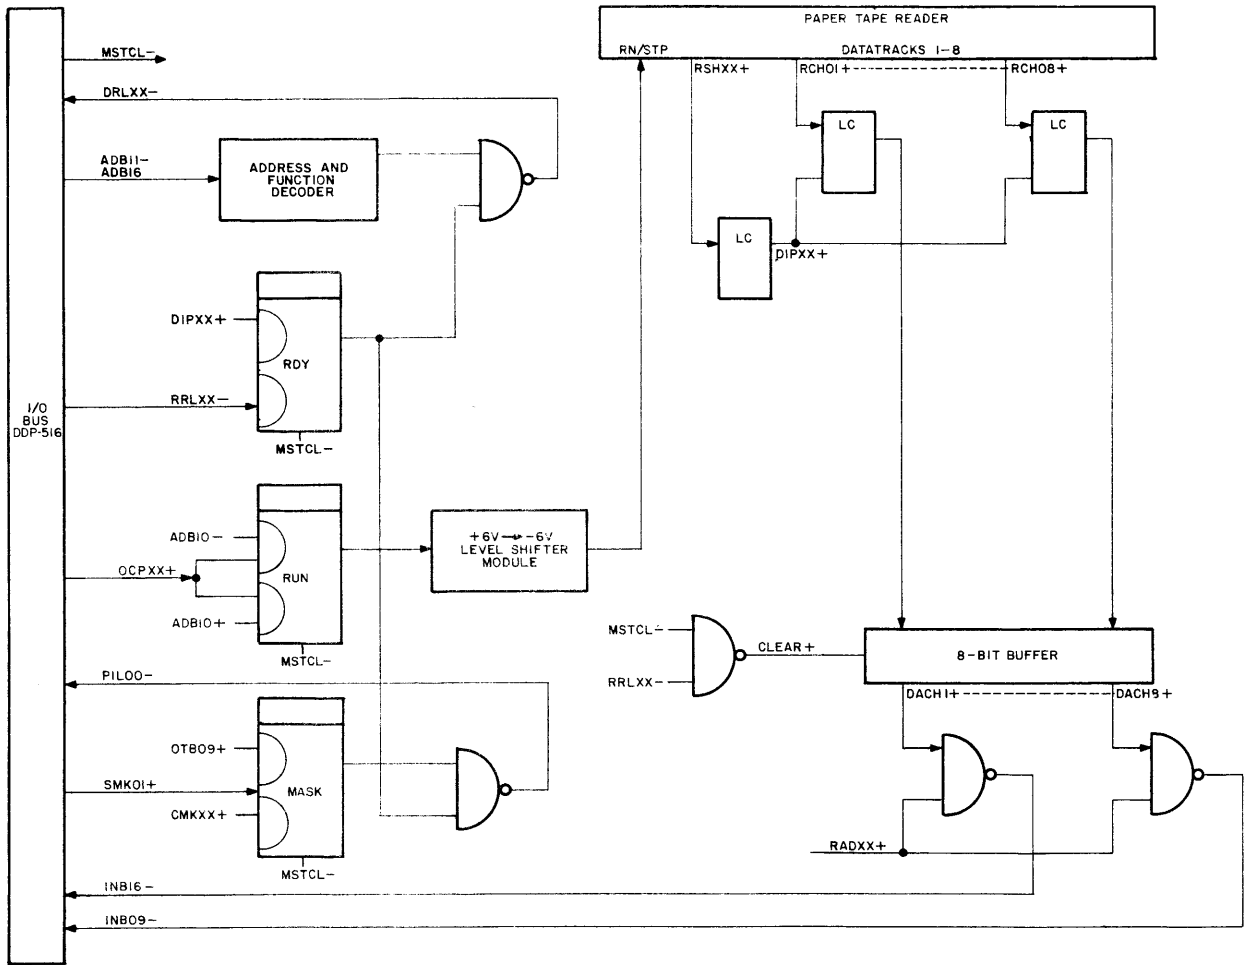 PAPER TAPE READER
RN/STP
DATATRACKS 1-8
MSTCL-
RSHXX+
RCH01+
RCH08+
DRLXX-
LC
LC
ADB11-
ADB16
ADDRESS AND
FUNCTION
DECODER
LC
DIPXX+
DIPXX+
RDY
RRLXX-
I/O
BUS
DDP-516
MSTCL-
ADB10-
+6V → -6V
LEVEL SHIFTER
MODULE
OCPXX+
RUN
ADB10+
MSTCL-
MSTCL-
CLEAR+
8-BIT BUFFER
RRLXX-
PIL00-
DACH1+
DACH8+
OTB09+
SMK01+
MASK
CMKXX+
RADXX+
MSTCL-
INB16-
INB09-